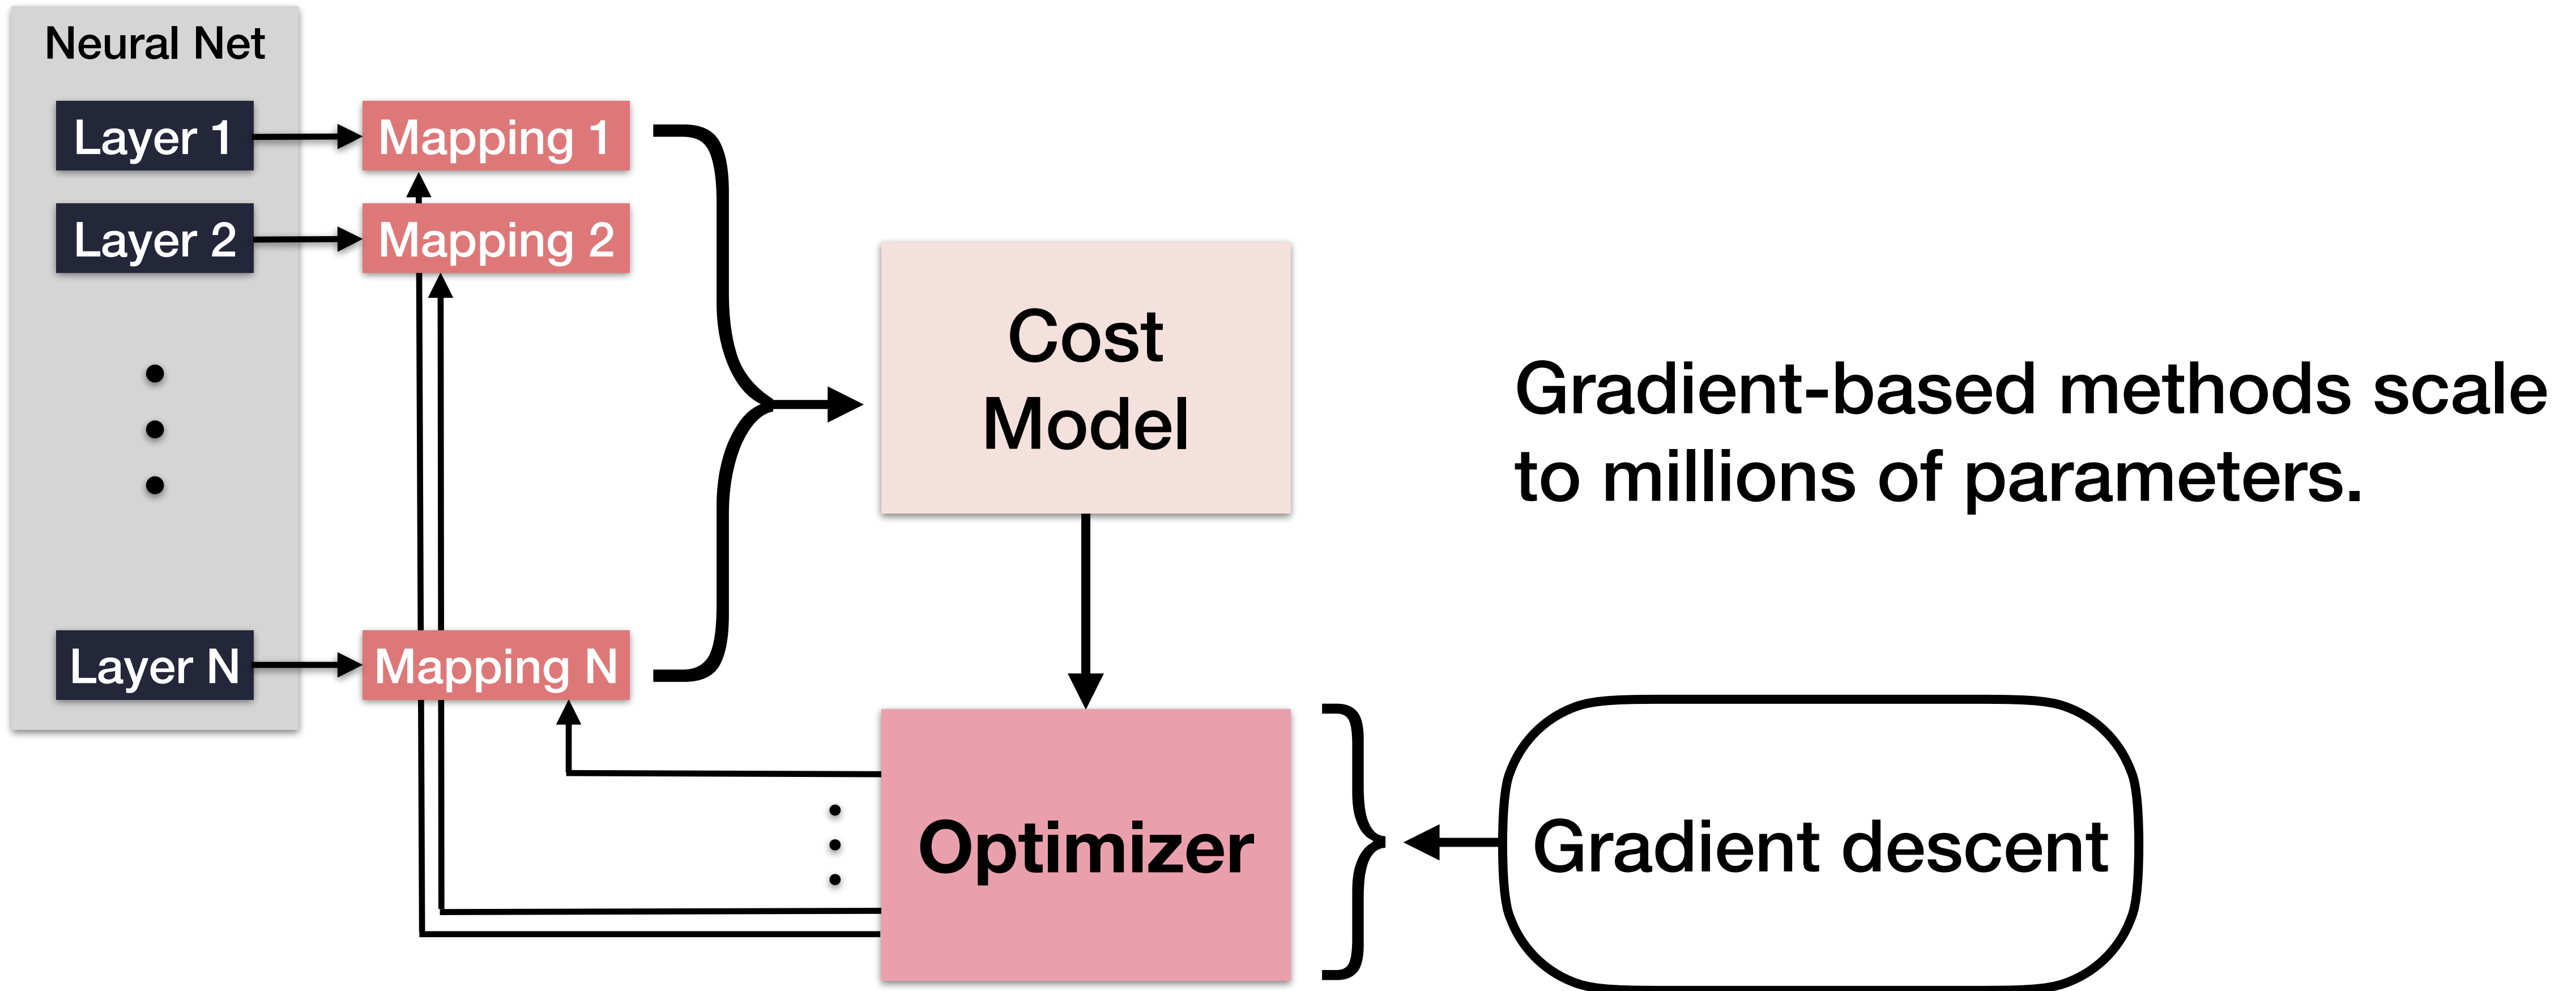 Neural Net
Layer 1
Mapping 1
Layer 2
Mapping 2
Cost
Model
Gradient-based methods scale
to millions of parameters.
Layer N
Mapping N
Optimizer
Gradient descent